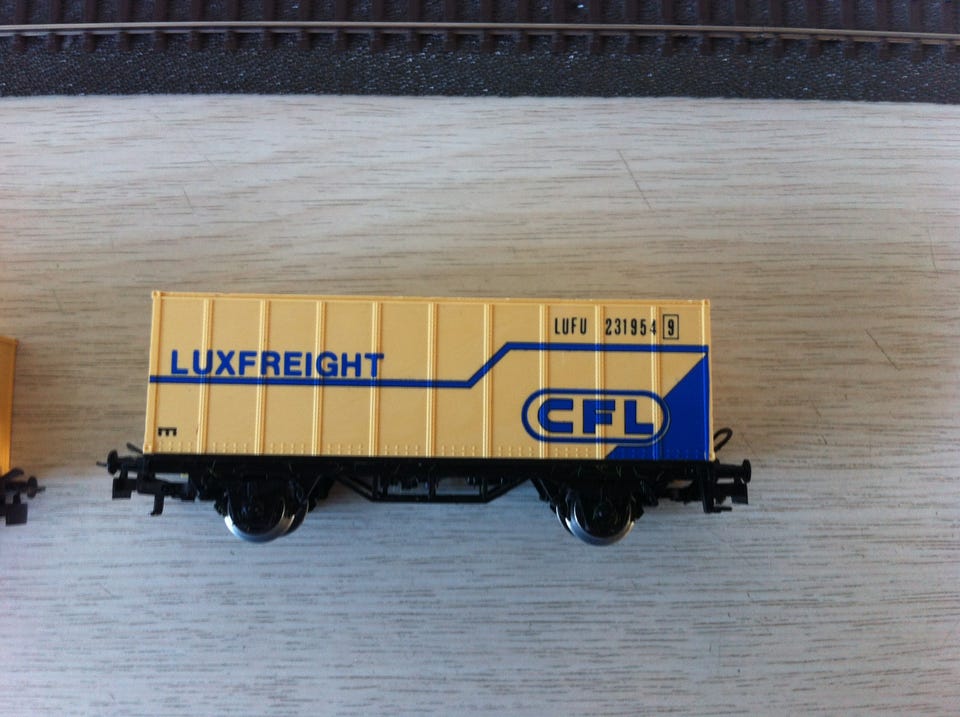 LUFU 231954 9
LUXFREIGHT
CFL